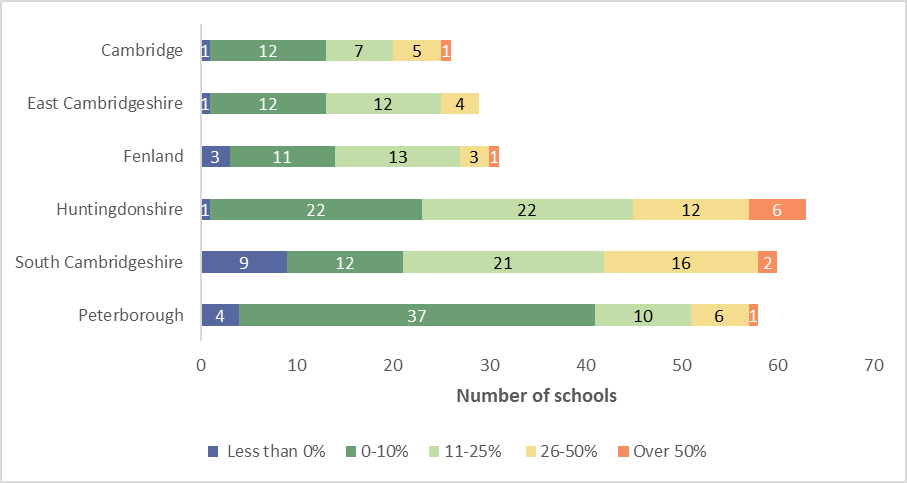 Cambridge 1 12 7 5 1
East Cambridgeshire 1 12 12 4
Fenland 3 11 13 3 1
Huntingdonshire 1 22 22 12 6
South Cambridgeshire 9 12 21 16 2
Peterborough 4 37 10 6 1
0 10 20 30 40 50 60 70
Number of schools
Less than 0% 0-10% 11-25% 26-50% Over 50%